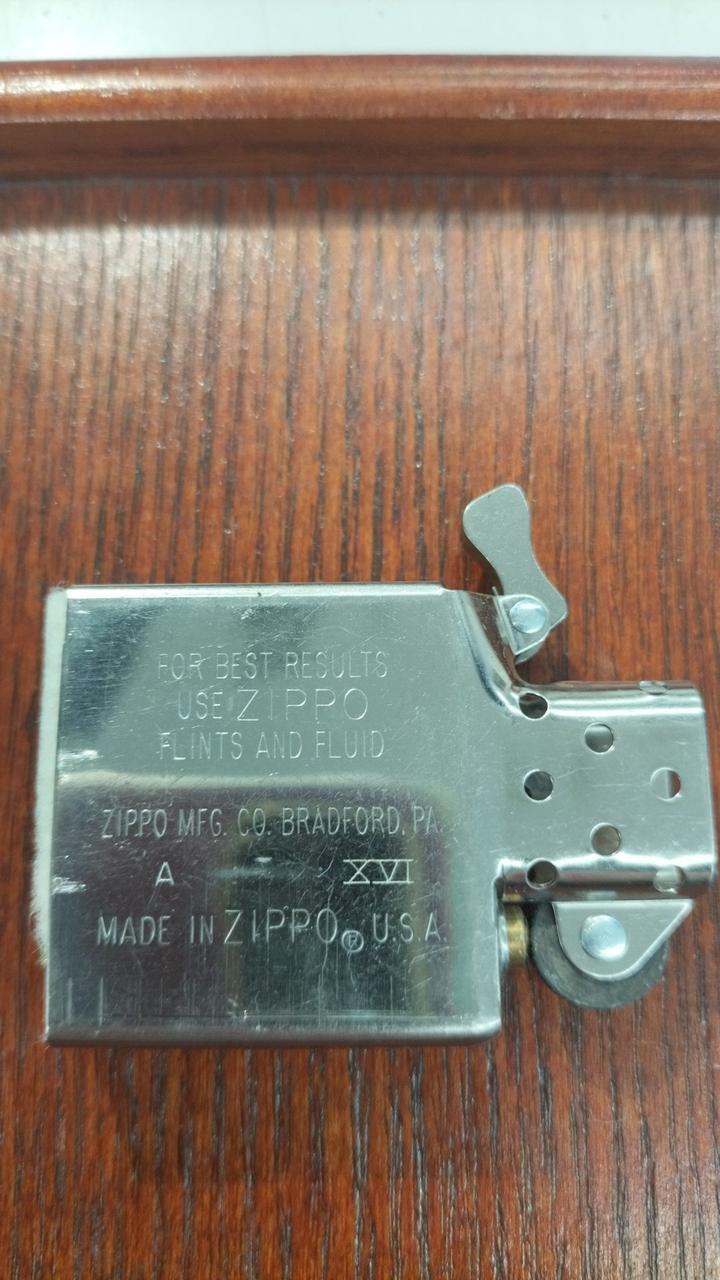 FOR BEST RESULTS
USE ZIPPO
FLINTS AND FLUID
ZIPPO MFG. CO. BRADFORD, PA.
A XVI
MADE IN ZIPPO® U.S.A.